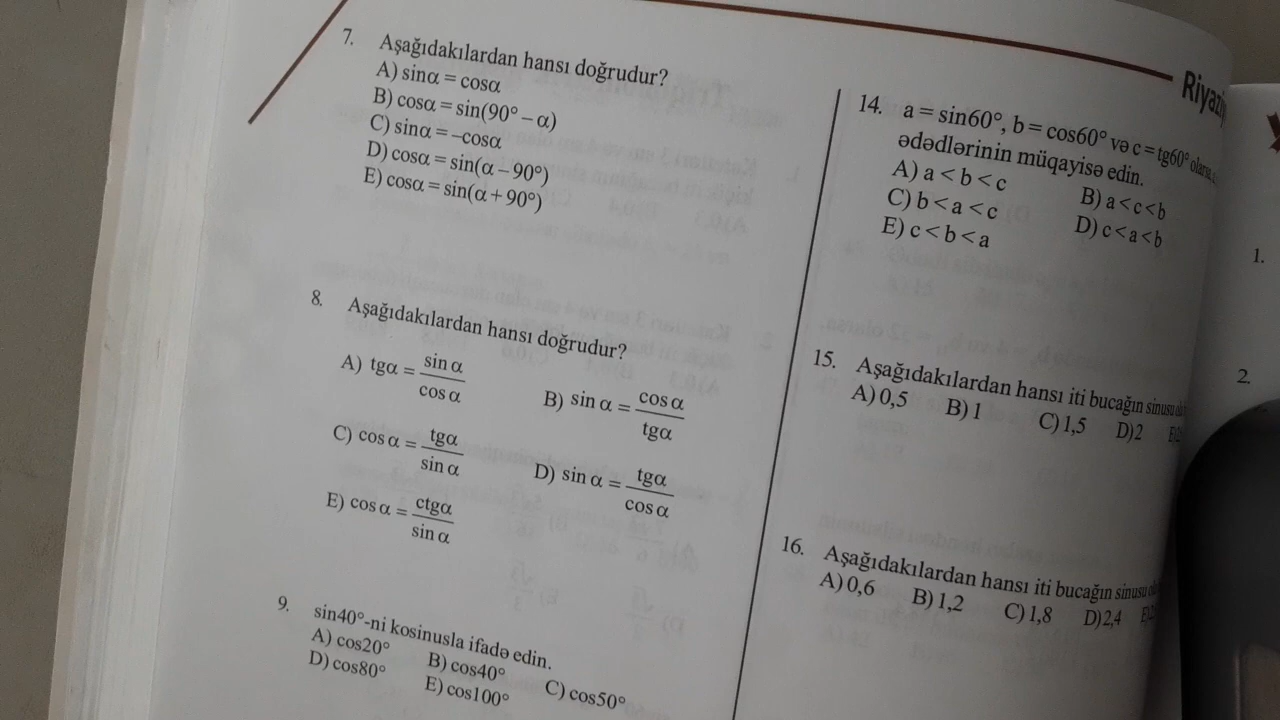 7. Aşağıdakılardan hansı doğrudur?
A) sinα = cosα
B) cosα = sin(90° – α)
C) sinα = –cosα
D) cosα = sin(α – 90°)
E) cosα = sin(α + 90°)
8. Aşağıdakılardan hansı doğrudur?
A) tgα = sin α / cos α
B) sin α = cos α / tgα
C) cos α = tgα / sin α
D) sin α = tgα / cos α
E) cos α = ctgα / sin α
9. sin40°-ni kosinusla ifadə edin.
A) cos20° B) cos40° C) cos50°
D) cos80° E) cos100°
14. a = sin60°, b = cos60° və c = tg60° olarsa,
ədədlərinin müqayisə edin.
A) a < b < c B) a < c < b
C) b < a < c D) c < a < b
E) c < b < a
15. Aşağıdakılardan hansı iti bucağın sinusu
A) 0,5 B) 1 C) 1,5 D) 2
16. Aşağıdakılardan hansı iti bucağın sinusu
A) 0,6 B) 1,2 C) 1,8 D) 2,4
1.
2.